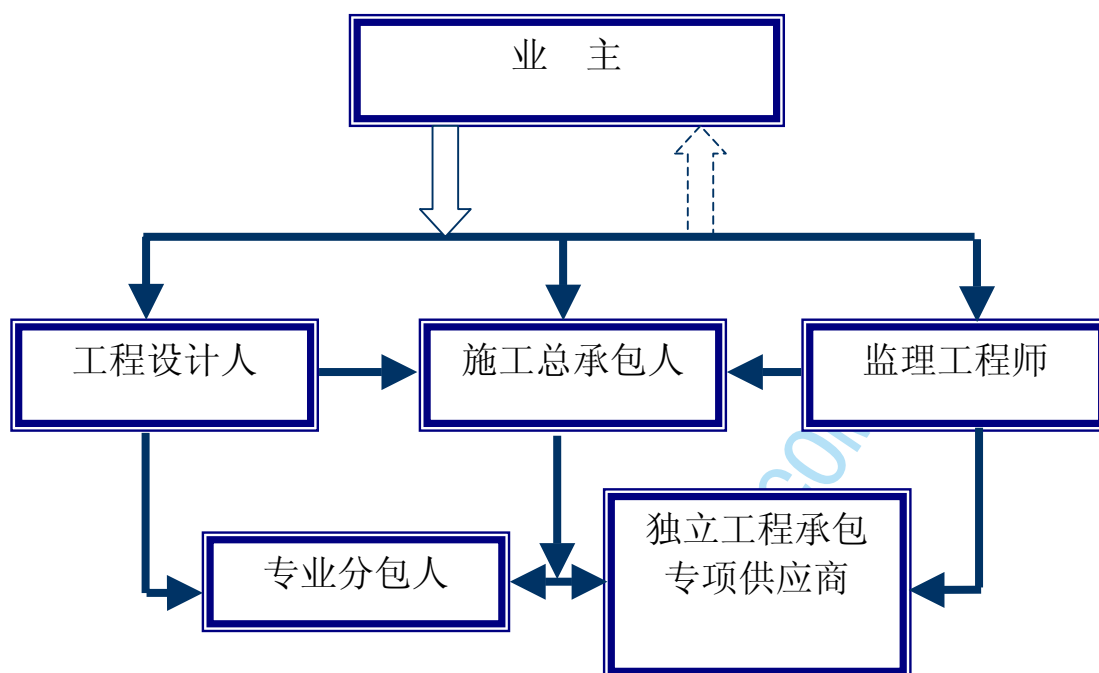 业 主
工程设计人
施工总承包人
监理工程师
专业分包人
独立工程承包
专项供应商